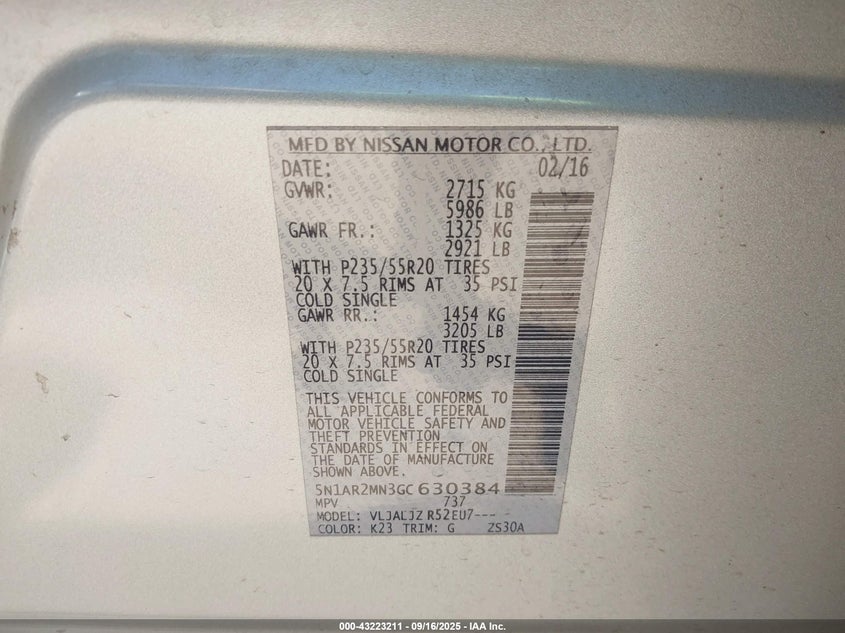 MFD BY NISSAN MOTOR CO., LTD.
DATE: 02/16
GVWR: 2715 KG
5986 LB
GAWR FR.: 1325 KG
2921 LB
WITH P235/55R20 TIRES
20 X 7.5 RIMS AT 35 PSI
COLD SINGLE
GAWR RR.: 1454 KG
3205 LB
WITH P235/55R20 TIRES
20 X 7.5 RIMS AT 35 PSI
COLD SINGLE
THIS VEHICLE CONFORMS TO
ALL APPLICABLE FEDERAL
MOTOR VEHICLE SAFETY AND
THEFT PREVENTION
STANDARDS IN EFFECT ON
THE DATE OF MANUFACTURE
SHOWN ABOVE.
5N1AR2MN3GC 630384
MPV 737
MODEL: VLJALJZ R52EU7---
COLOR: K23 TRIM: G ZS30A
000-43223211 - 09/16/2025 - IAA Inc.